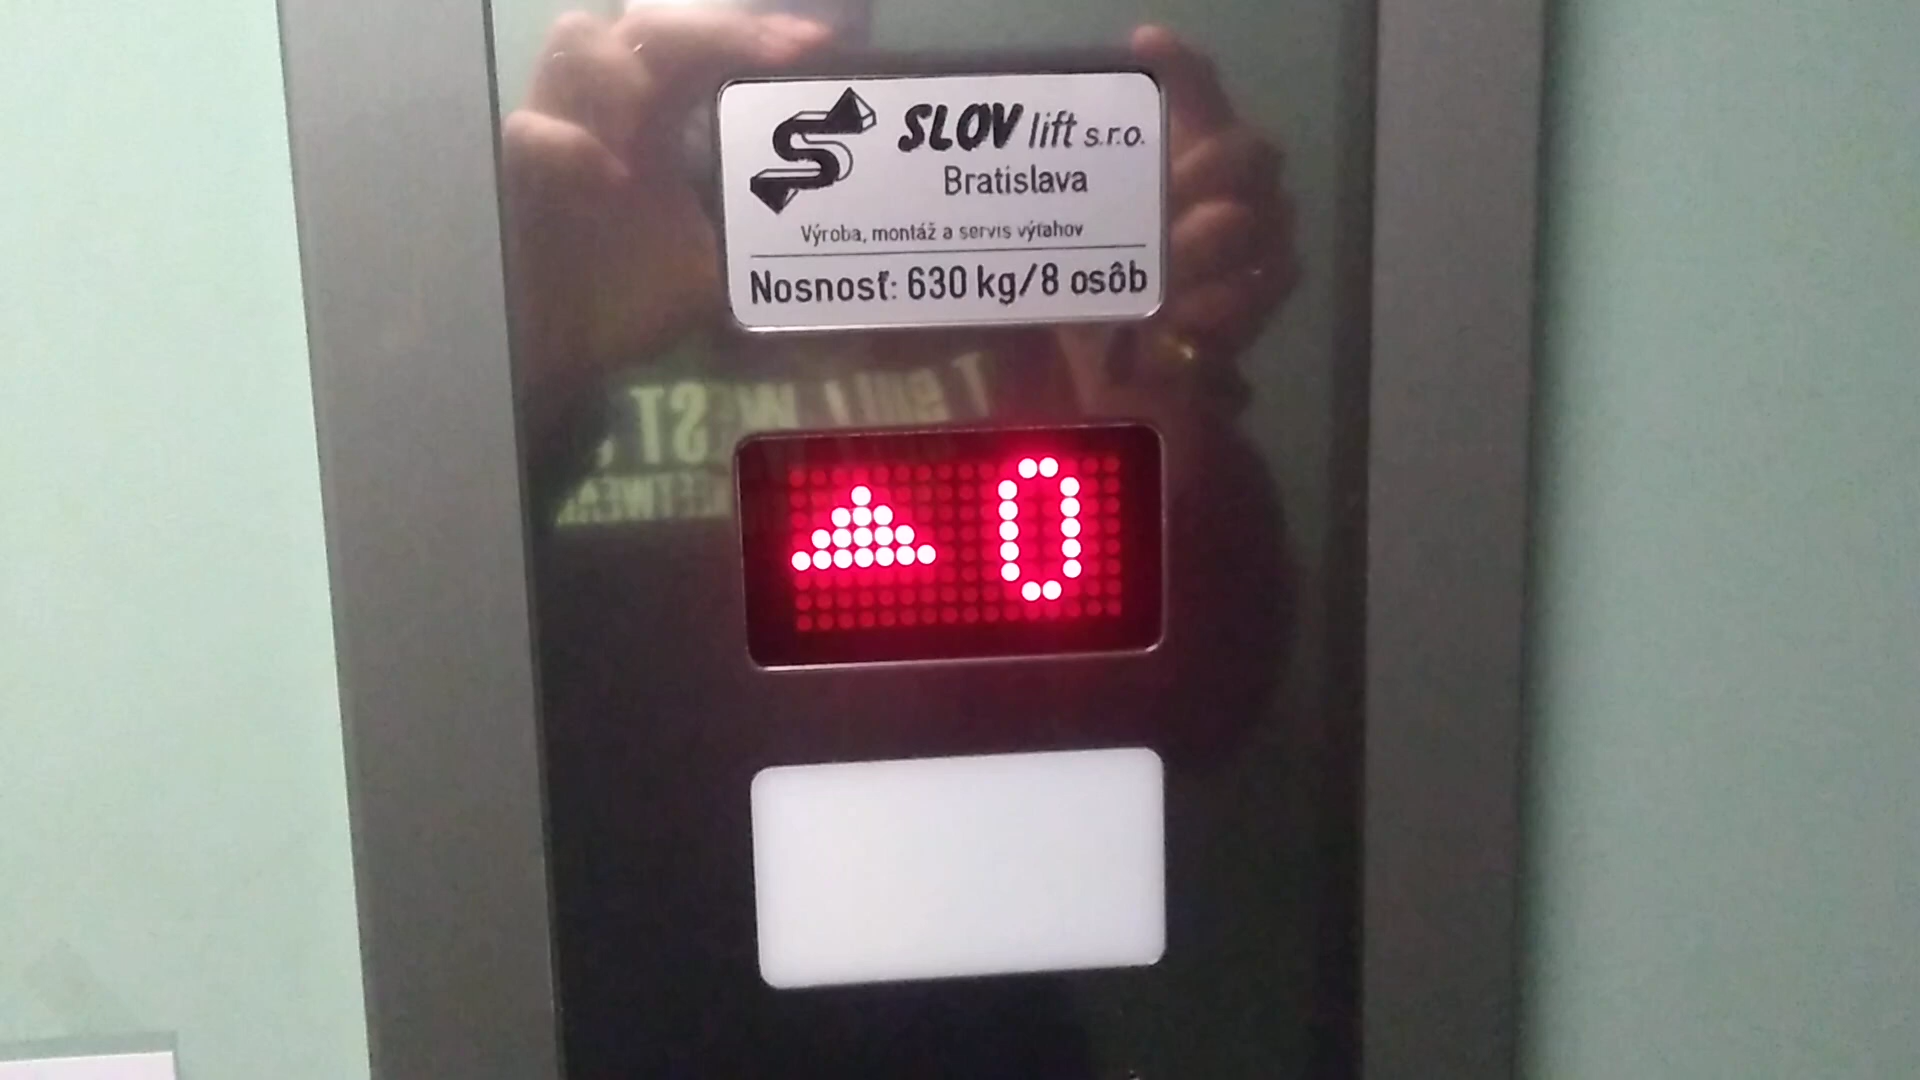 SLOV lift s.r.o.
Bratislava
Výroba, montáž a servis výťahov
Nosnosť: 630 kg/8 osôb
0